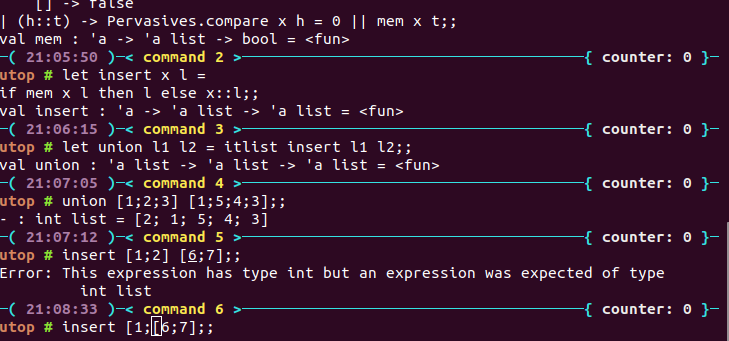 [] -> false
| (h::t) -> Pervasives.compare x h = 0 || mem x t;;
val mem : 'a -> 'a list -> bool = <fun>
─( 21:05:50 )─< command 2 >─{ counter: 0 }─
utop # let insert x l =
if mem x l then l else x::l;;
val insert : 'a -> 'a list -> 'a list = <fun>
─( 21:06:15 )─< command 3 >─{ counter: 0 }─
utop # let union l1 l2 = itlist insert l1 l2;;
val union : 'a list -> 'a list -> 'a list = <fun>
─( 21:07:05 )─< command 4 >─{ counter: 0 }─
utop # union [1;2;3] [1;5;4;3];;
- : int list = [2; 1; 5; 4; 3]
─( 21:07:12 )─< command 5 >─{ counter: 0 }─
utop # insert [1;2] [6;7];;
Error: This expression has type int but an expression was expected of type
int list
─( 21:08:33 )─< command 6 >─{ counter: 0 }─
utop # insert [1;[6;7];;